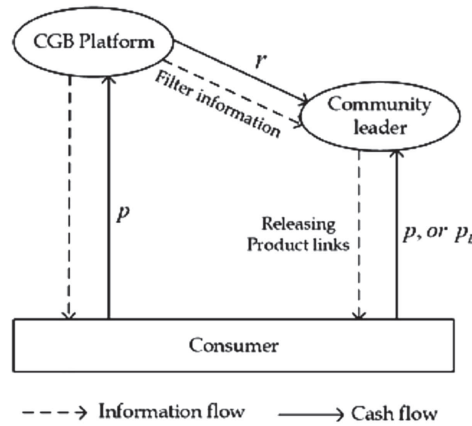 CGB Platform
r
Filter information
Community
leader
p
Releasing
Product links
p, or p
Consumer
Information flow
Cash flow